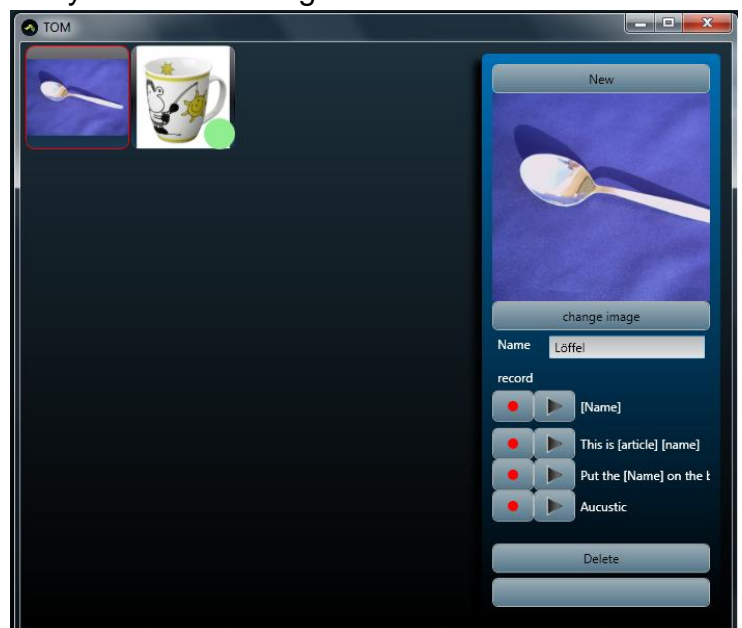 TOM
New
change image
Name
Löffel
record
[Name]
This is [article] [name]
Put the [Name] on the b
Aucustic
Delete